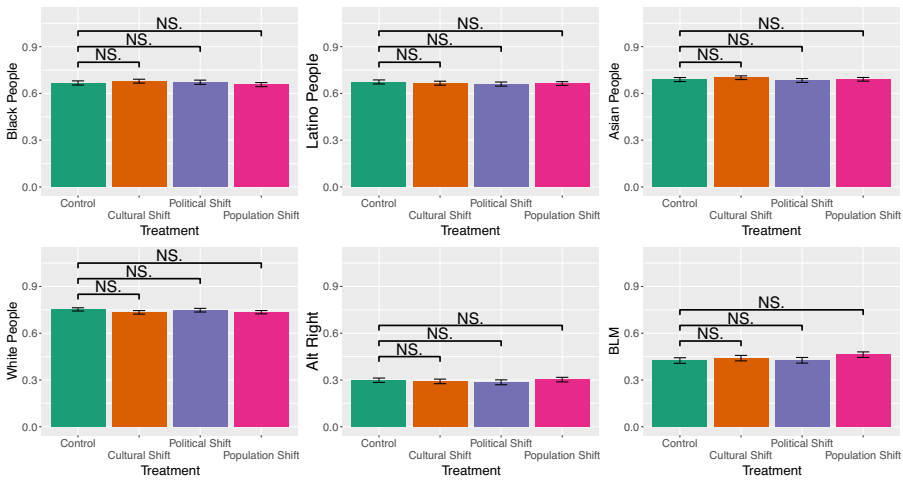 Black People
NS.
NS.
NS.
0.9
0.6
0.3
0.0
Control
Cultural Shift
Political Shift
Population Shift
Treatment
Latino People
NS.
NS.
NS.
0.9
0.6
0.3
0.0
Control
Cultural Shift
Political Shift
Population Shift
Treatment
Asian People
NS.
NS.
NS.
0.9
0.6
0.3
0.0
Control
Cultural Shift
Political Shift
Population Shift
Treatment
White People
NS.
NS.
NS.
0.9
0.6
0.3
0.0
Control
Cultural Shift
Political Shift
Population Shift
Treatment
Alt Right
NS.
NS.
NS.
0.9
0.6
0.3
0.0
Control
Cultural Shift
Political Shift
Population Shift
Treatment
BLM
NS.
NS.
NS.
0.9
0.6
0.3
0.0
Control
Cultural Shift
Political Shift
Population Shift
Treatment